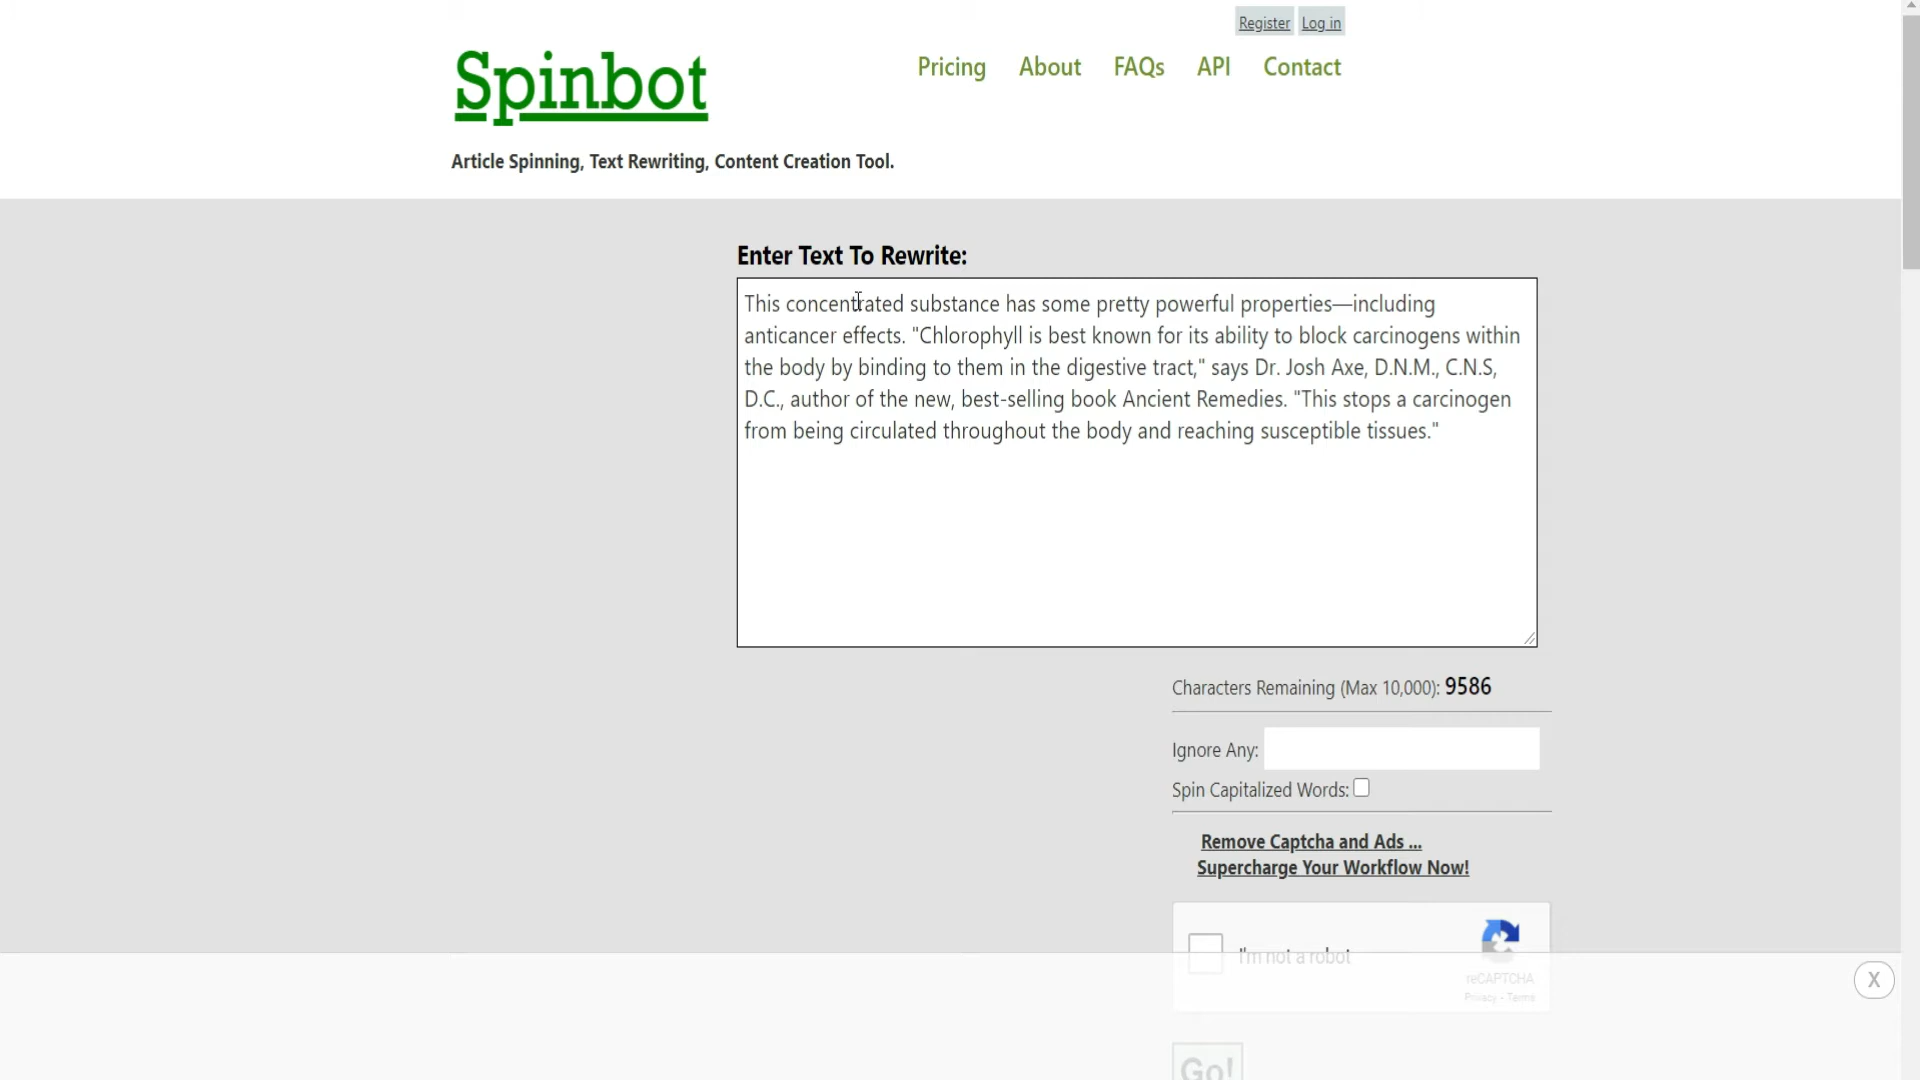 Register Log in
Spinbot
Pricing About FAQs API Contact
Article Spinning, Text Rewriting, Content Creation Tool.
Enter Text To Rewrite:
This concentrated substance has some pretty powerful properties—including
anticancer effects. "Chlorophyll is best known for its ability to block carcinogens within
the body by binding to them in the digestive tract," says Dr. Josh Axe, D.N.M., C.N.S,
D.C., author of the new, best-selling book Ancient Remedies. "This stops a carcinogen
from being circulated throughout the body and reaching susceptible tissues."
Characters Remaining (Max 10,000): 9586
Ignore Any:
Spin Capitalized Words:
Remove Captcha and Ads ...
Supercharge Your Workflow Now!
I'm not a robot
reCAPTCHA
Privacy - Terms
X
Go!